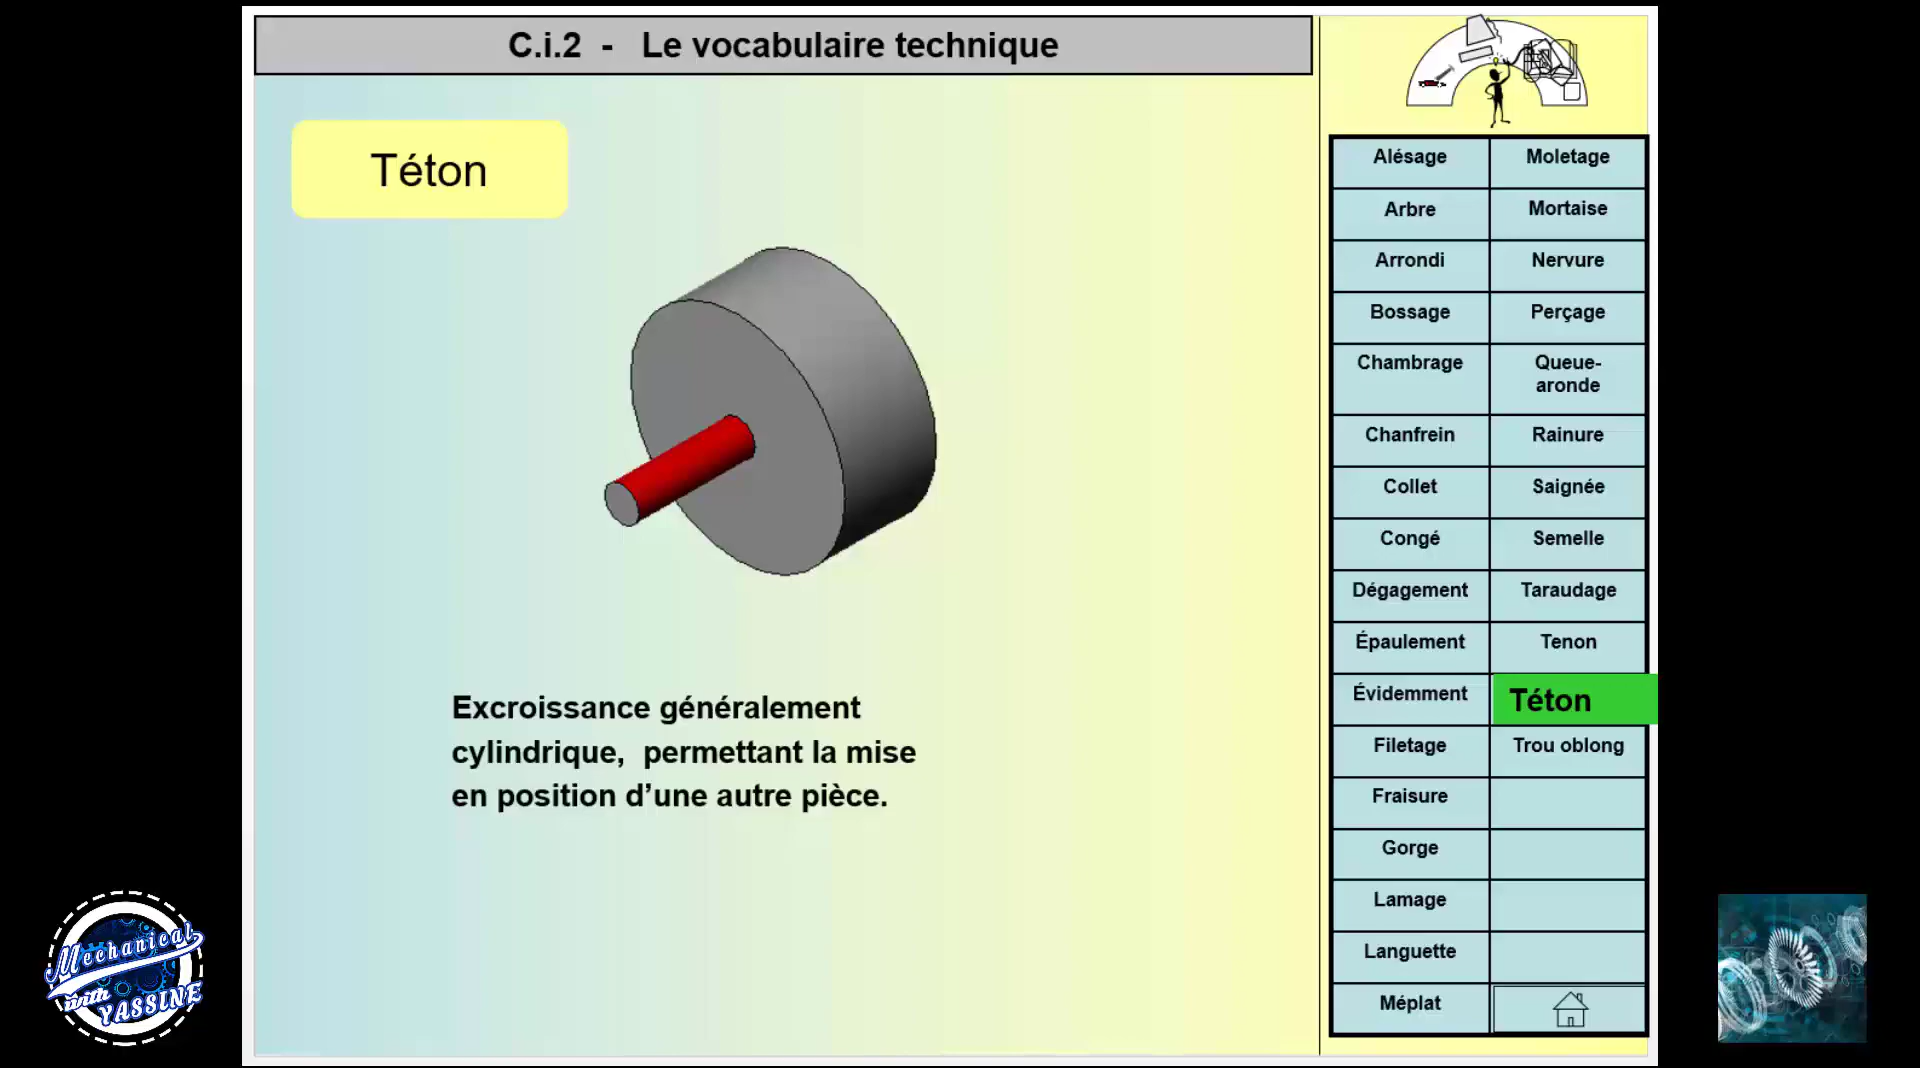 C.i.2 - Le vocabulaire technique
Téton
Excroissance généralement
cylindrique, permettant la mise
en position d’une autre pièce.
Alésage
Moletage
Arbre
Mortaise
Arrondi
Nervure
Bossage
Perçage
Chambrage
Queue-
aronde
Chanfrein
Rainure
Collet
Saignée
Congé
Semelle
Dégagement
Taraudage
Épaulement
Tenon
Évidemment
Téton
Filetage
Trou oblong
Fraisure
Gorge
Lamage
Languette
Méplat
Mechanical
with
YASSINE